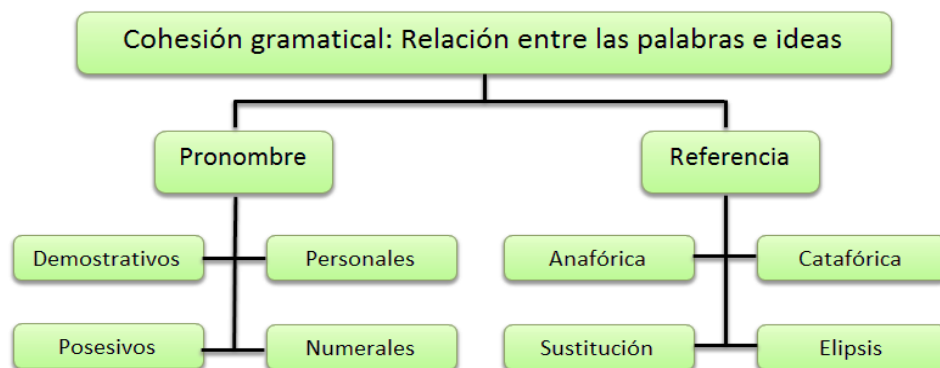 Cohesión gramatical: Relación entre las palabras e ideas
Pronombre
Referencia
Demostrativos
Personales
Anafórica
Catafórica
Posesivos
Numerales
Sustitución
Elipsis